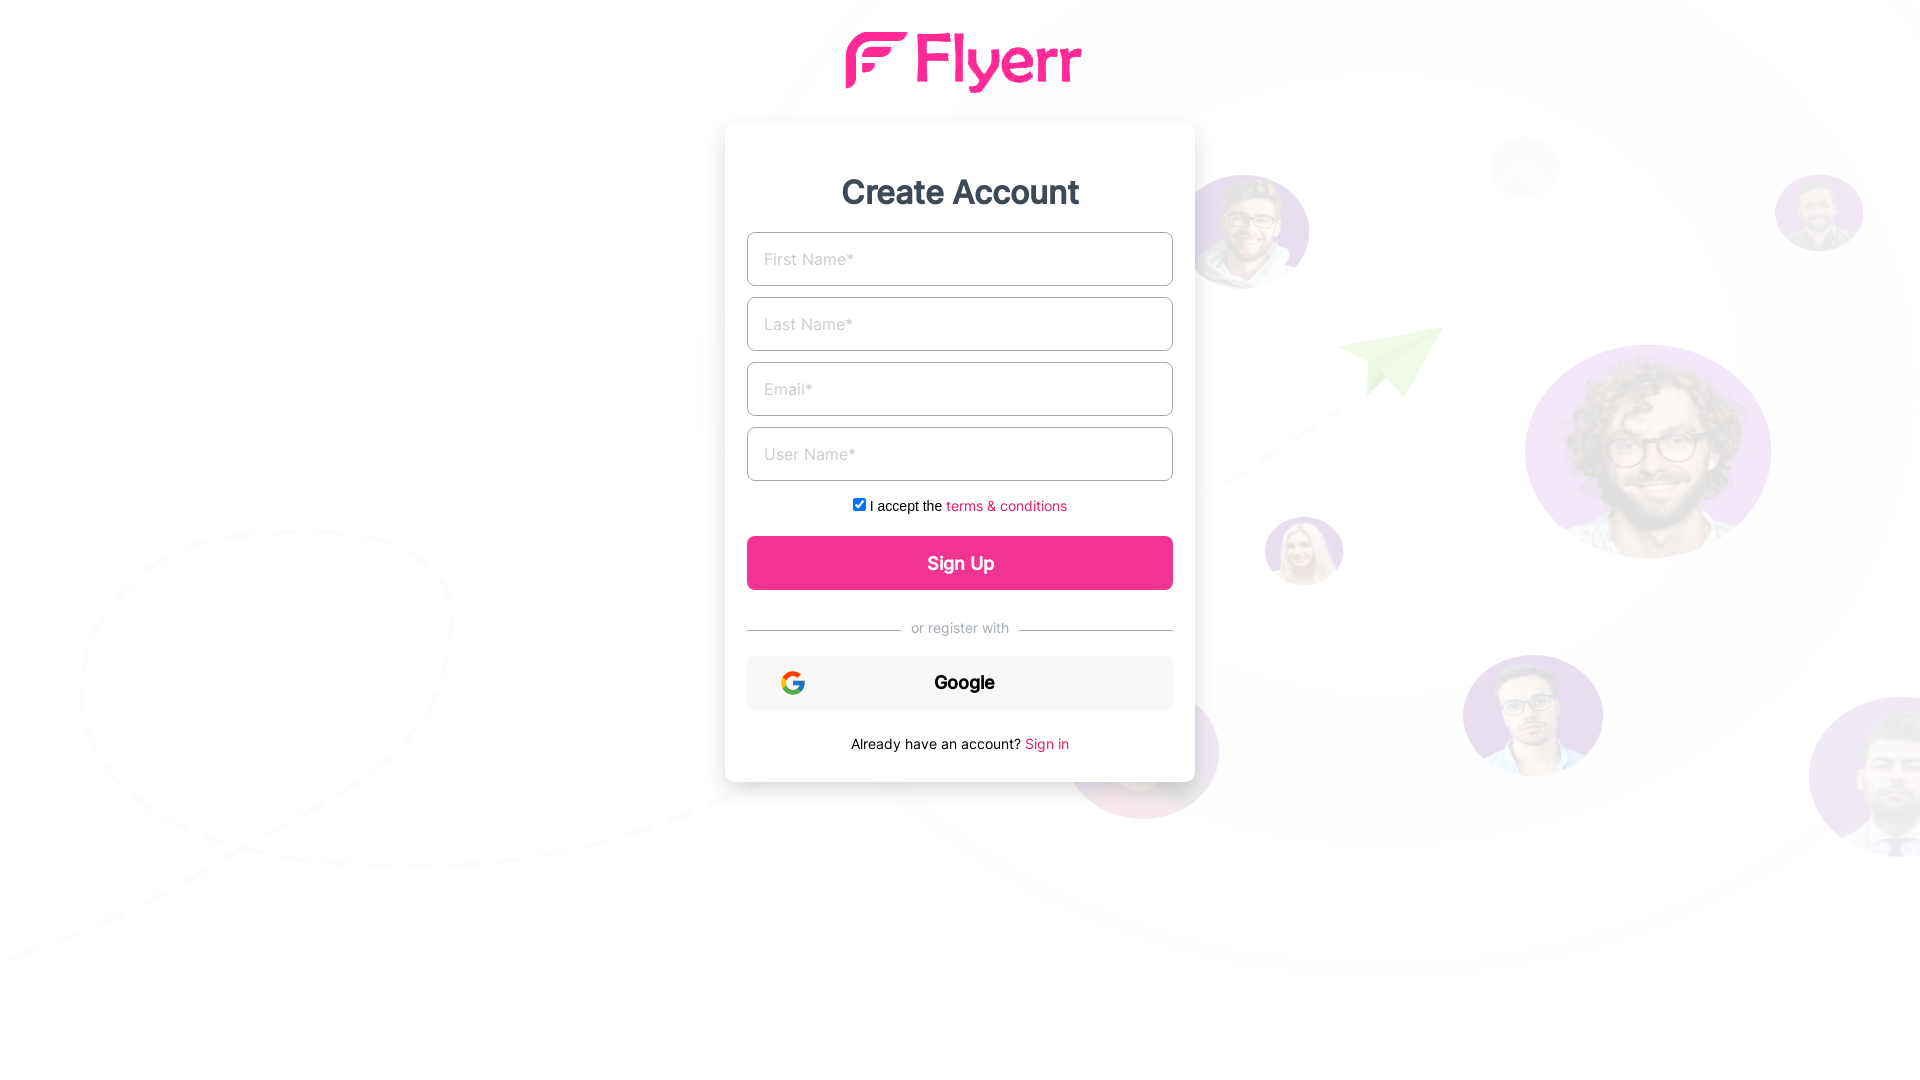 Flyerr
Create Account
First Name*
Last Name*
Email*
User Name*
I accept the terms & conditions
Sign Up
or register with
Google
Already have an account? Sign in